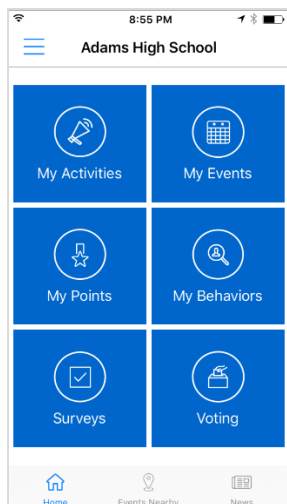 8:55 PM
Adams High School
My Activities
My Events
My Points
My Behaviors
Surveys
Voting
Home
Events Nearby
News